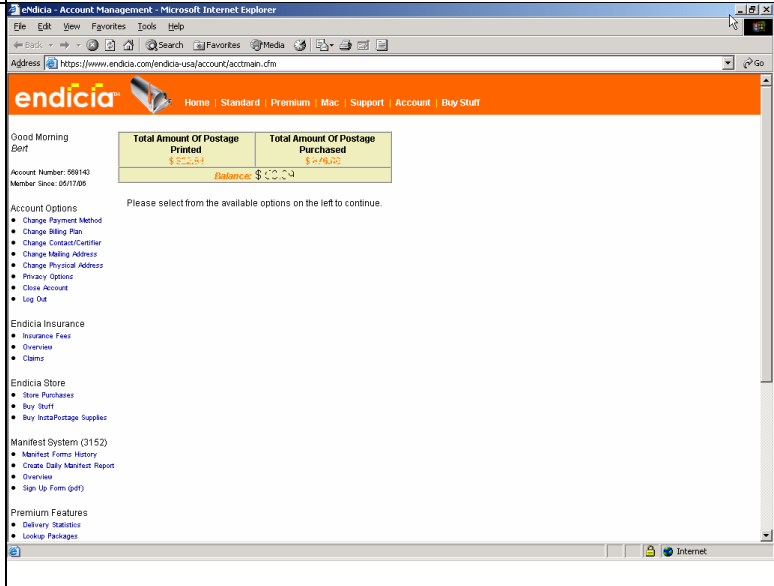 eNdicia - Account Management - Microsoft Internet Explorer
File Edit View Favorites Tools Help
Back Search Favorites Media
Address https://www.endicia.com/endicia-usa/account/acctmain.cfm Go
endicia™ Home | Standard | Premium | Mac | Support | Account | Buy Stuff
Good Morning
Bert
Account Number: 569143
Member Since: 06/17/06
Total Amount Of Postage Printed
Total Amount Of Postage Purchased
Balance: $
Please select from the available options on the left to continue.
Account Options
Change Payment Method
Change Billing Plan
Change Contact/Certifier
Change Mailing Address
Change Physical Address
Privacy Options
Close Account
Log Out
Endicia Insurance
Insurance Fees
Overview
Claims
Endicia Store
Store Purchases
Buy Stuff
Buy InstaPostage Supplies
Manifest System (3152)
Manifest Forms History
Create Daily Manifest Report
Overview
Sign Up Form (pdf)
Premium Features
Delivery Statistics
Lookup Packages
Internet